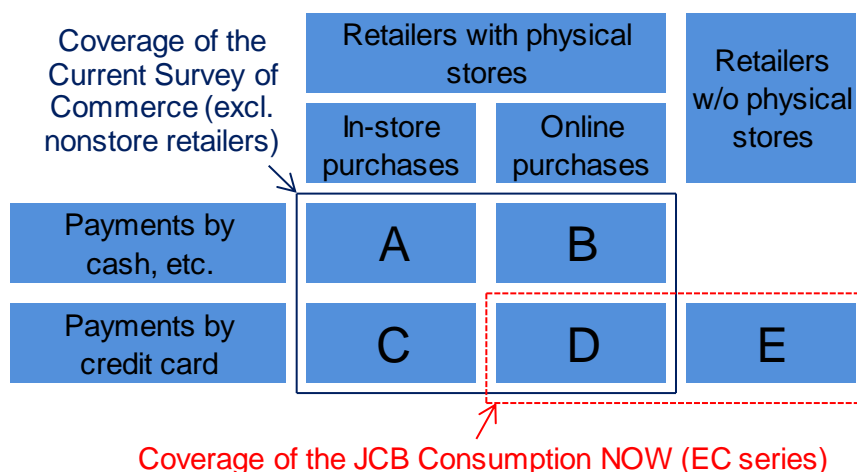 Coverage of the
Current Survey of
Commerce (excl.
nonstore retailers)
Retailers with physical
stores
Retailers
w/o physical
stores
In-store
purchases
Online
purchases
Payments by
cash, etc.
A
B
Payments by
credit card
C
D
E
Coverage of the JCB Consumption NOW (EC series)